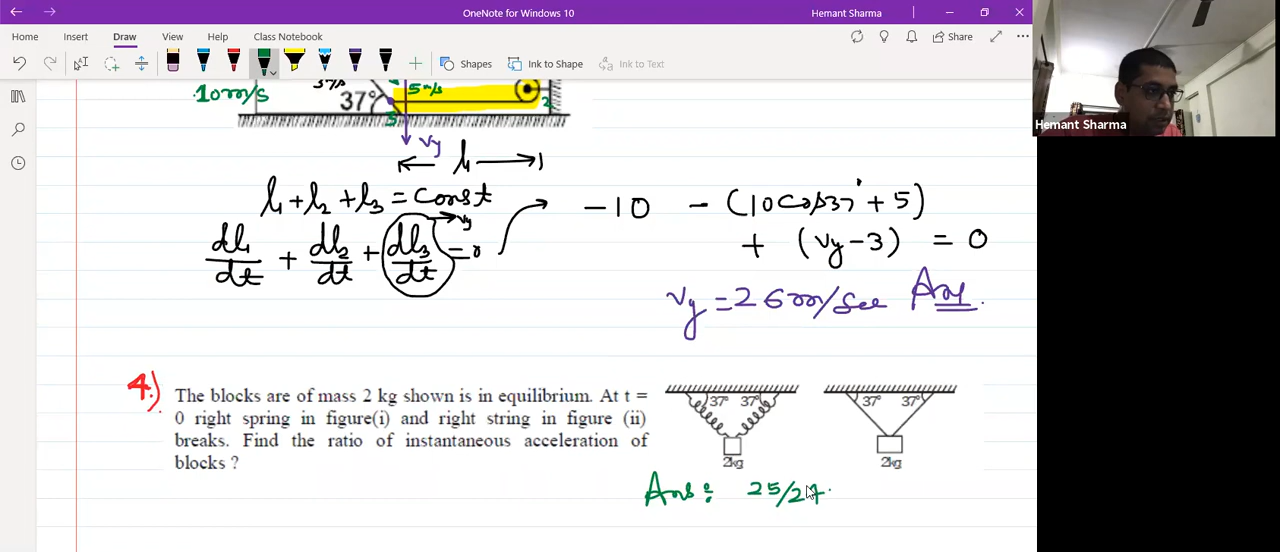 OneNote for Windows 10
Hemant Sharma
Home Insert Draw View Help Class Notebook
Share
Shapes Ink to Shape Ink to Text
Hemant Sharma
10m/s
5m/s
37°
2
3
vy
l1
l1 + l2 + l3 = const
dl1/dt + dl2/dt + dl3/dt = 0
vy
-10 - (10cos37° + 5)
+ (vy - 3) = 0
vy = 26m/sec Ans.
4.)
The blocks are of mass 2 kg shown is in equilibrium. At t =
0 right spring in figure(i) and right string in figure (ii)
breaks. Find the ratio of instantaneous acceleration of
blocks ?
37° 37°
2kg
37° 37°
2kg
Ans: 25/24.